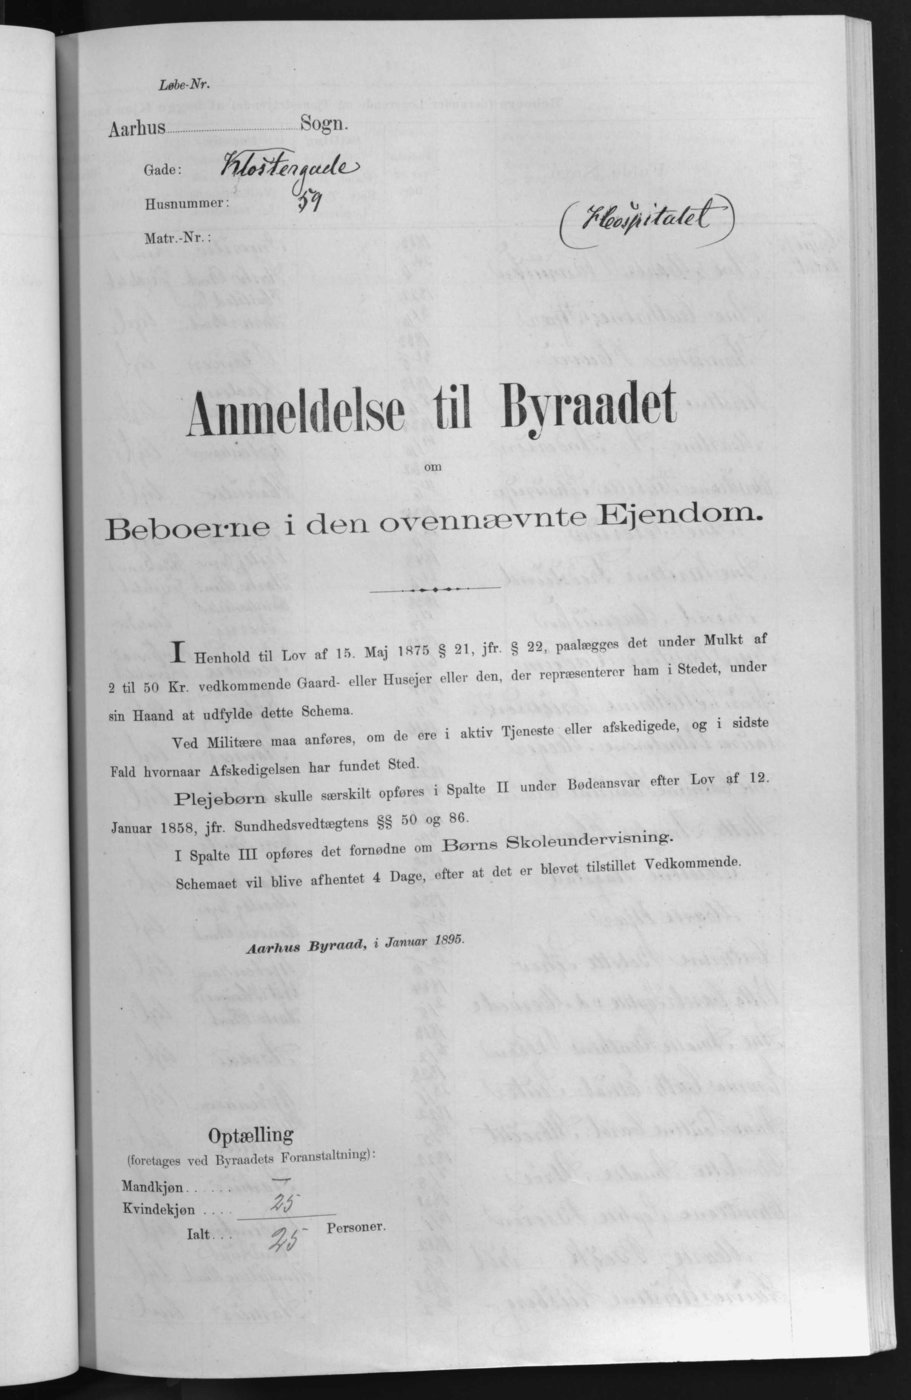 Løbe-Nr.
Aarhus Sogn.
Gade: Klostergade
Husnummer: 59
(Hospitalet)
Matr.-Nr.:
Anmeldelse til Byraadet
om
Beboerne i den ovennævnte Ejendom.
I Henhold til Lov af 15. Maj 1875 § 21, jfr. § 22, paalægges det under Mulkt af
2 til 50 Kr. vedkommende Gaard- eller Husejer eller den, der repræsenterer ham i Stedet, under
sin Haand at udfylde dette Schema.
Ved Militære maa anføres, om de ere i aktiv Tjeneste eller afskedigede, og i sidste
Fald hvornaar Afskedigelsen har fundet Sted.
Plejebørn skulle særskilt opføres i Spalte II under Bødeansvar efter Lov af 12.
Januar 1858, jfr. Sundhedsvedtægtens §§ 50 og 86.
I Spalte III opføres det fornødne om Børns Skoleundervisning.
Schemaet vil blive afhentet 4 Dage, efter at det er blevet tilstillet Vedkommende.
Aarhus Byraad, i Januar 1895.
Optælling
(foretages ved Byraadets Foranstaltning):
Mandkjøn...... —
Kvindekjøn .... 25
Ialt... 25 Personer.